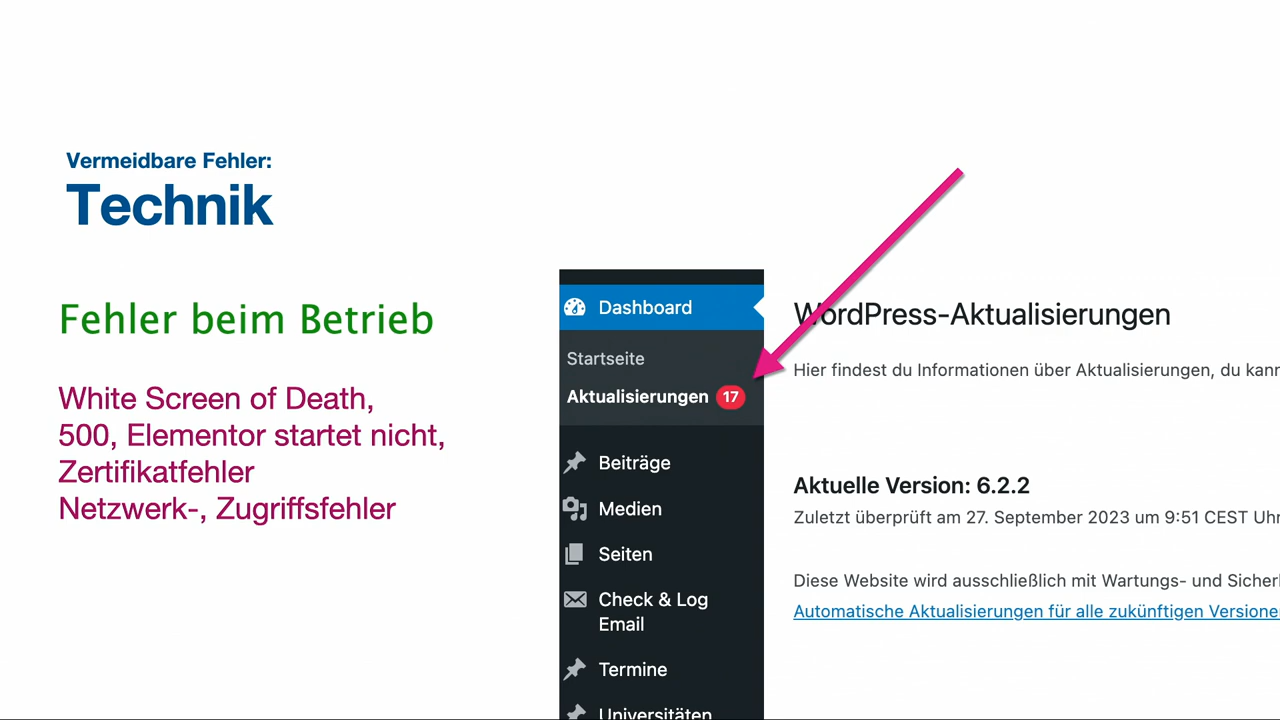 Vermeidbare Fehler:
Technik
Fehler beim Betrieb
White Screen of Death,
500, Elementor startet nicht,
Zertifikatfehler
Netzwerk-, Zugriffsfehler
Dashboard
Startseite
Aktualisierungen 17
Beiträge
Medien
Seiten
Check & Log
Email
Termine
Universitäten
WordPress-Aktualisierungen
Hier findest du Informationen über Aktualisierungen, du kann
Aktuelle Version: 6.2.2
Zuletzt überprüft am 27. September 2023 um 9:51 CEST Uhr
Diese Website wird ausschließlich mit Wartungs- und Sicherl
Automatische Aktualisierungen für alle zukünftigen Versione